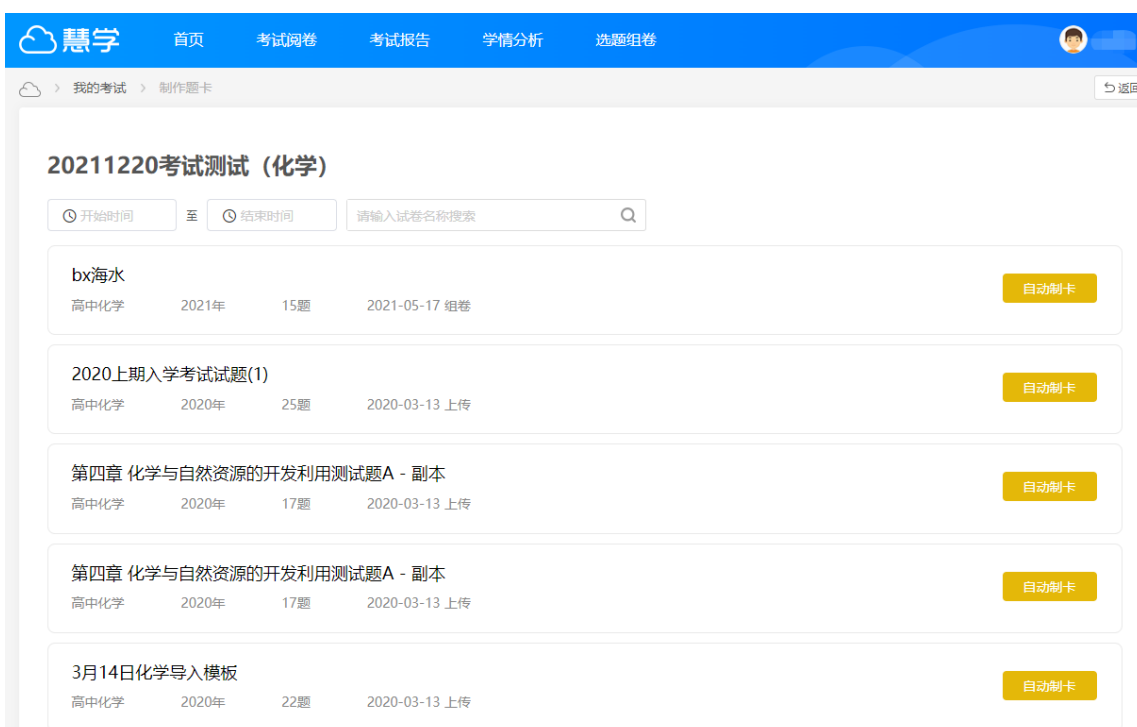 慧学 首页 考试阅卷 考试报告 学情分析 选题组卷
我的考试 > 制作题卡 返回
20211220考试测试（化学）
开始时间 至 结束时间 请输入试卷名称搜索
bx海水
高中化学 2021年 15题 2021-05-17 组卷
自动制卡
2020上期入学考试试题(1)
高中化学 2020年 25题 2020-03-13 上传
自动制卡
第四章 化学与自然资源的开发利用测试题A - 副本
高中化学 2020年 17题 2020-03-13 上传
自动制卡
第四章 化学与自然资源的开发利用测试题A - 副本
高中化学 2020年 17题 2020-03-13 上传
自动制卡
3月14日化学导入模板
高中化学 2020年 22题 2020-03-13 上传
自动制卡